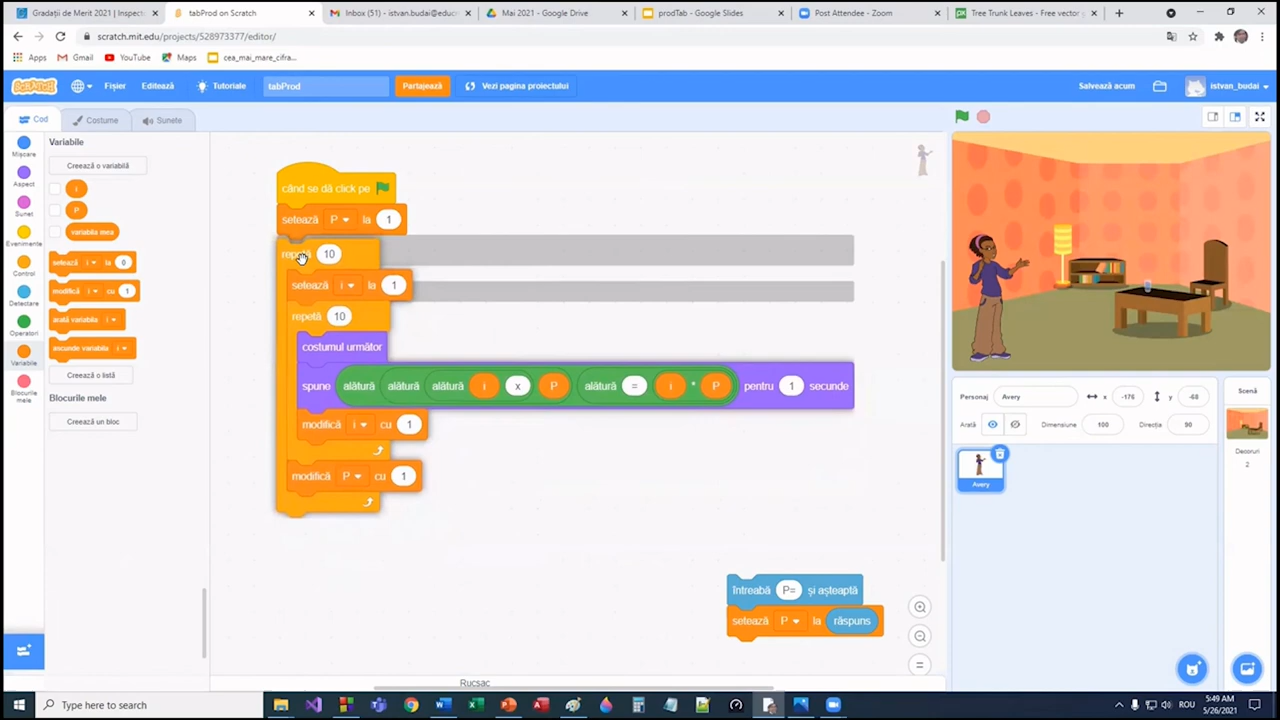 Gradații de Merit 2021 | Inspect
tabProd on Scratch
Inbox (51) - istvan.budai@educ
Mai 2021 - Google Drive
prodTab - Google Slides
Post Attendee - Zoom
Tree Trunk Leaves - Free vector g
scratch.mit.edu/projects/528973377/editor/
Apps
Gmail
YouTube
Maps
cea_mai_mare_cifra...
SCRATCH
Fișier
Editează
Tutoriale
tabProd
Partajează
Vezi pagina proiectului
Salvează acum
istvan_budai
Cod
Costume
Sunete
Mișcare
Aspect
Sunet
Evenimente
Control
Detectare
Operatori
Variabile
Blocurile mele
Variabile
Creează o variabilă
i
P
variabila mea
setează i la 0
modifică i cu 1
arată variabila i
ascunde variabila i
Creează o listă
Blocurile mele
Creează un bloc
când se dă click pe
setează P la 1
repetă 10
setează i la 1
repetă 10
costumul următor
spune alătură alătură alătură i x P alătură = i * P pentru 1 secunde
modifică i cu 1
modifică P cu 1
întreabă P= și așteaptă
setează P la răspuns
Rucsac
Personaj Avery x -176 y -68
Arată Dimensiune 100 Direcția 90
Avery
Scenă
Decoruri
2
Type here to search
ROU
5:49 AM
5/26/2021